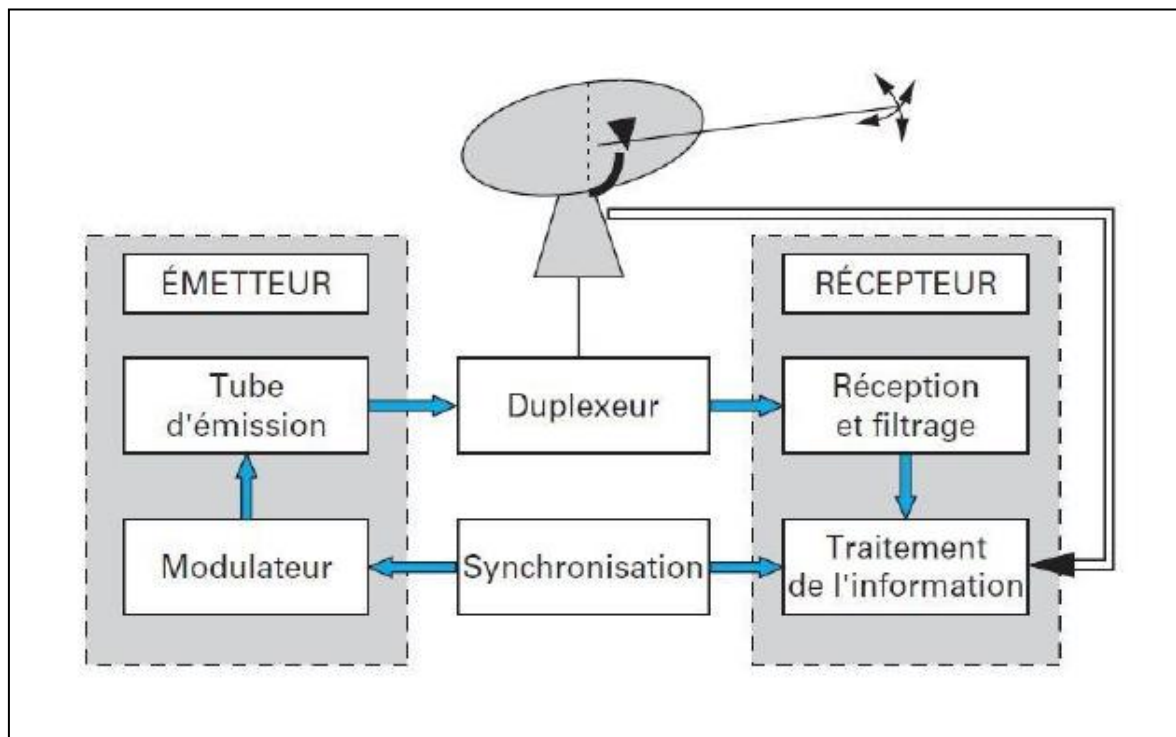 ÉMETTEUR
RÉCEPTEUR
Tube
d'émission
Duplexeur
Réception
et filtrage
Modulateur
Synchronisation
Traitement
de l'information